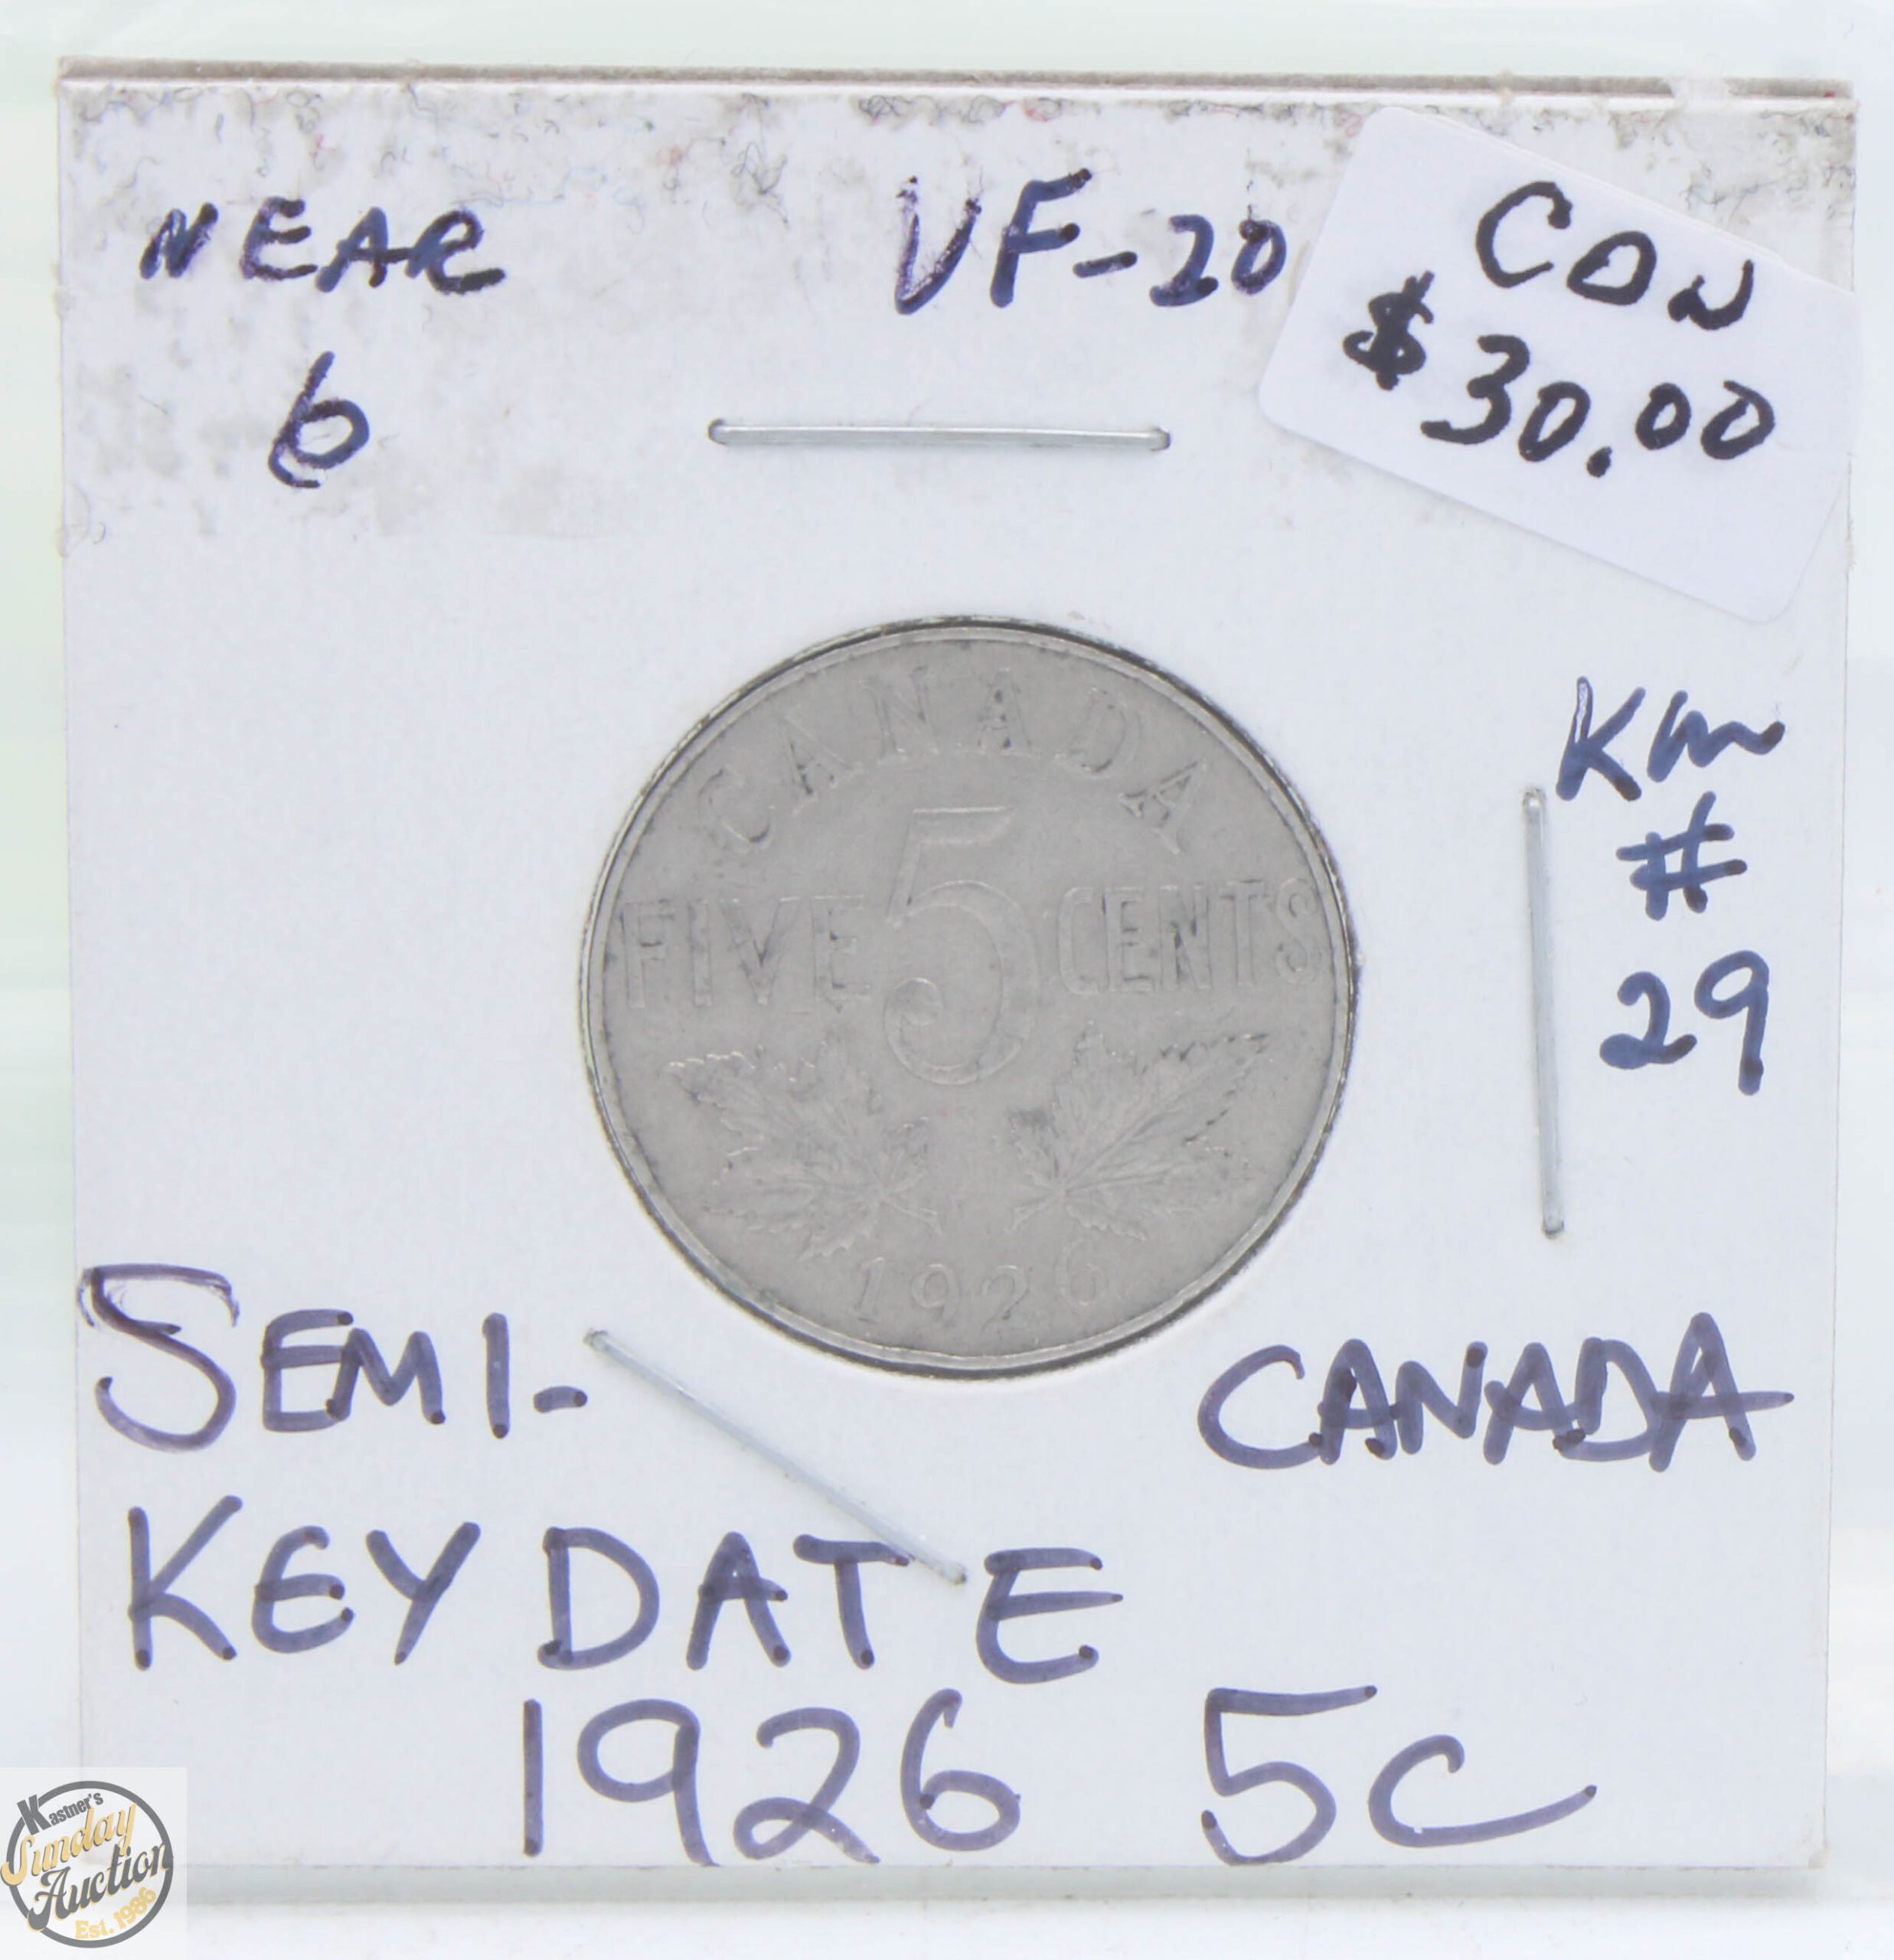 NEAR
6
VF-20
CDN
$30.00
KM
#
29
CANADA
FIVE 5 CENTS
1926
SEMI-
KEY DATE
CANADA
1926 5C
Kastner's
Sunday
Auction
Est. 1986